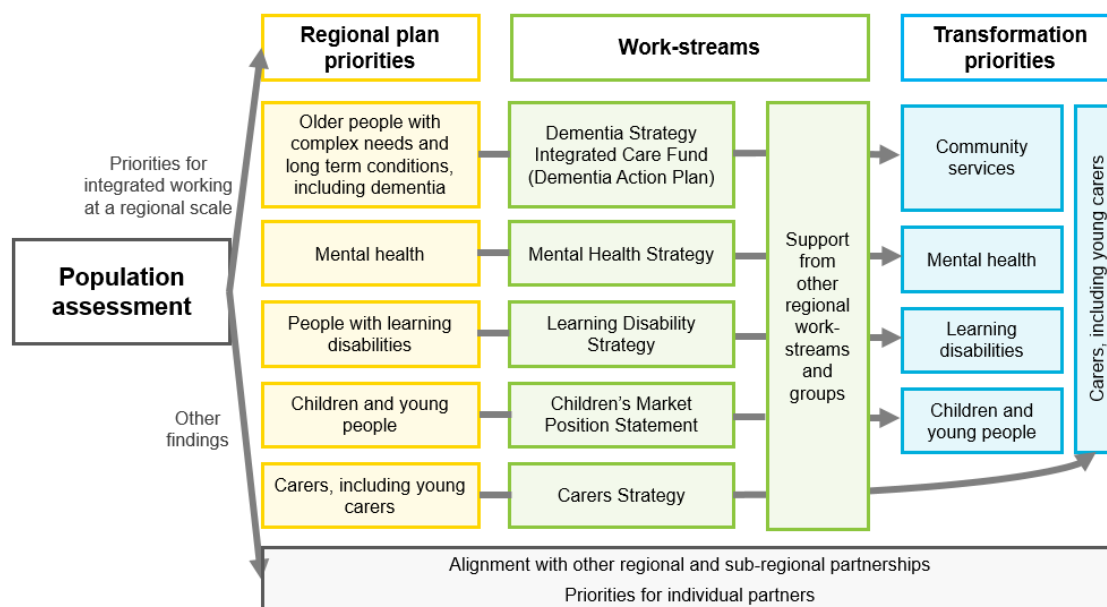 Regional plan
priorities
Work-streams
Transformation
priorities
Priorities for
integrated working
at a regional scale
Population
assessment
Other
findings
Older people with
complex needs and
long term conditions,
including dementia
Dementia Strategy
Integrated Care Fund
(Dementia Action Plan)
Community
services
Mental health
Mental Health Strategy
Mental health
People with learning
disabilities
Learning Disability
Strategy
Learning
disabilities
Children and young
people
Children’s Market
Position Statement
Children and
young people
Carers, including young
carers
Carers Strategy
Support
from
other
regional
work-
streams
and
groups
Carers, including young carers
Alignment with other regional and sub-regional partnerships
Priorities for individual partners